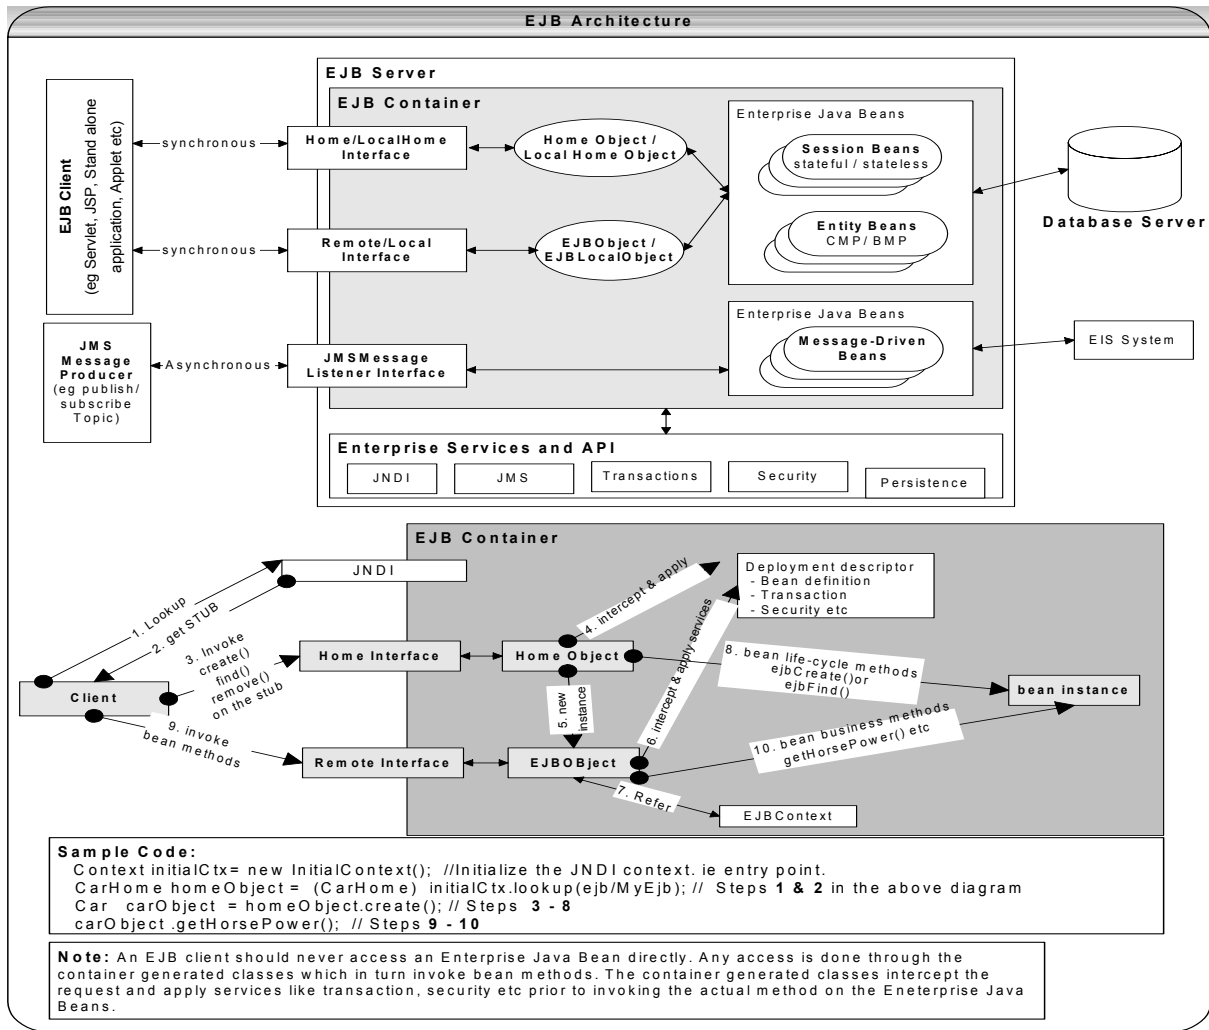 EJB Architecture
EJB Server
EJB Container
EJB Client
(eg Servlet, JSP, Stand alone
application, Applet etc)
synchronous
Home/LocalHome
Interface
Home Object /
Local Home Object
Enterprise Java Beans
Session Beans
stateful / stateless
Entity Beans
CMP/ BMP
Database Server
synchronous
Remote/Local
Interface
EJBObject /
EJBLocalObject
JMS
Message
Producer
(eg publish/
subscribe
Topic)
Asynchronous
JMSMessage
Listener Interface
Enterprise Java Beans
Message-Driven
Beans
EIS System
Enterprise Services and API
JNDI
JMS
Transactions
Security
Persistence
EJB Container
JNDI
1. Lookup
2. get STUB
3. Invoke
create()
find()
remove()
on the stub
Client
9. invoke
bean methods
Home Interface
Home Object
4. intercept & apply
Deployment descriptor
- Bean definition
- Transaction
- Security etc
5. new
instance
6. intercept & apply services
8. bean life-cycle methods
ejbCreate()or
ejbFind()
bean instance
10. bean business methods
getHorsePower() etc
Remote Interface
EJBOBject
7. Refer
EJBContext
Sample Code:
Context initialCtx= new InitialContext(); //Initialize the JNDI context. ie entry point.
CarHome homeObject = (CarHome) initialCtx.lookup(ejb/MyEjb); // Steps 1 & 2 in the above diagram
Car carObject = homeObject.create(); // Steps 3 - 8
carObject .getHorsePower(); // Steps 9 - 10
Note: An EJB client should never access an Enterprise Java Bean directly. Any access is done through the
container generated classes which in turn invoke bean methods. The container generated classes intercept the
request and apply services like transaction, security etc prior to invoking the actual method on the Eneterprise Java
Beans.